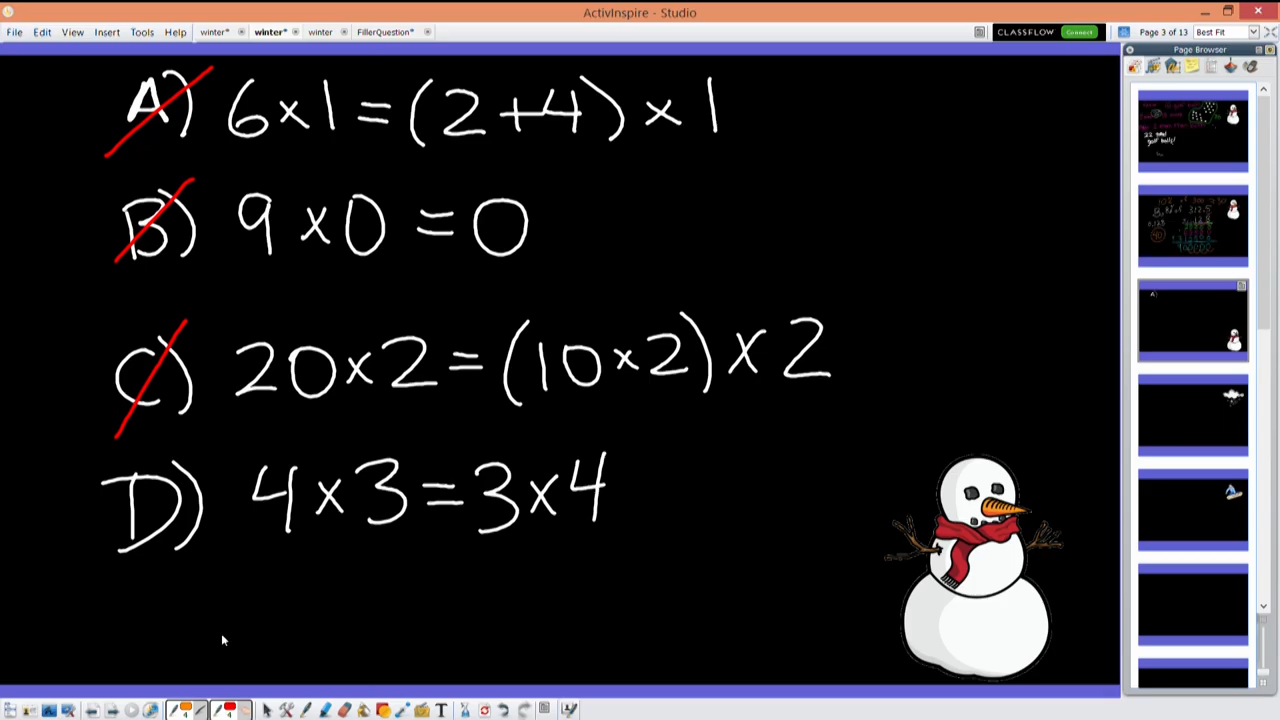 ActivInspire - Studio
File Edit View Insert Tools Help winter* winter* winter FillerQuestion* CLASSFLOW Connect Page 3 of 13 Best Fit
Page Browser
A) 6 x 1 = (2 + 4) x 1
B) 9 x 0 = 0
C) 20 x 2 = (10 x 2) x 2
D) 4 x 3 = 3 x 4
4 4 T